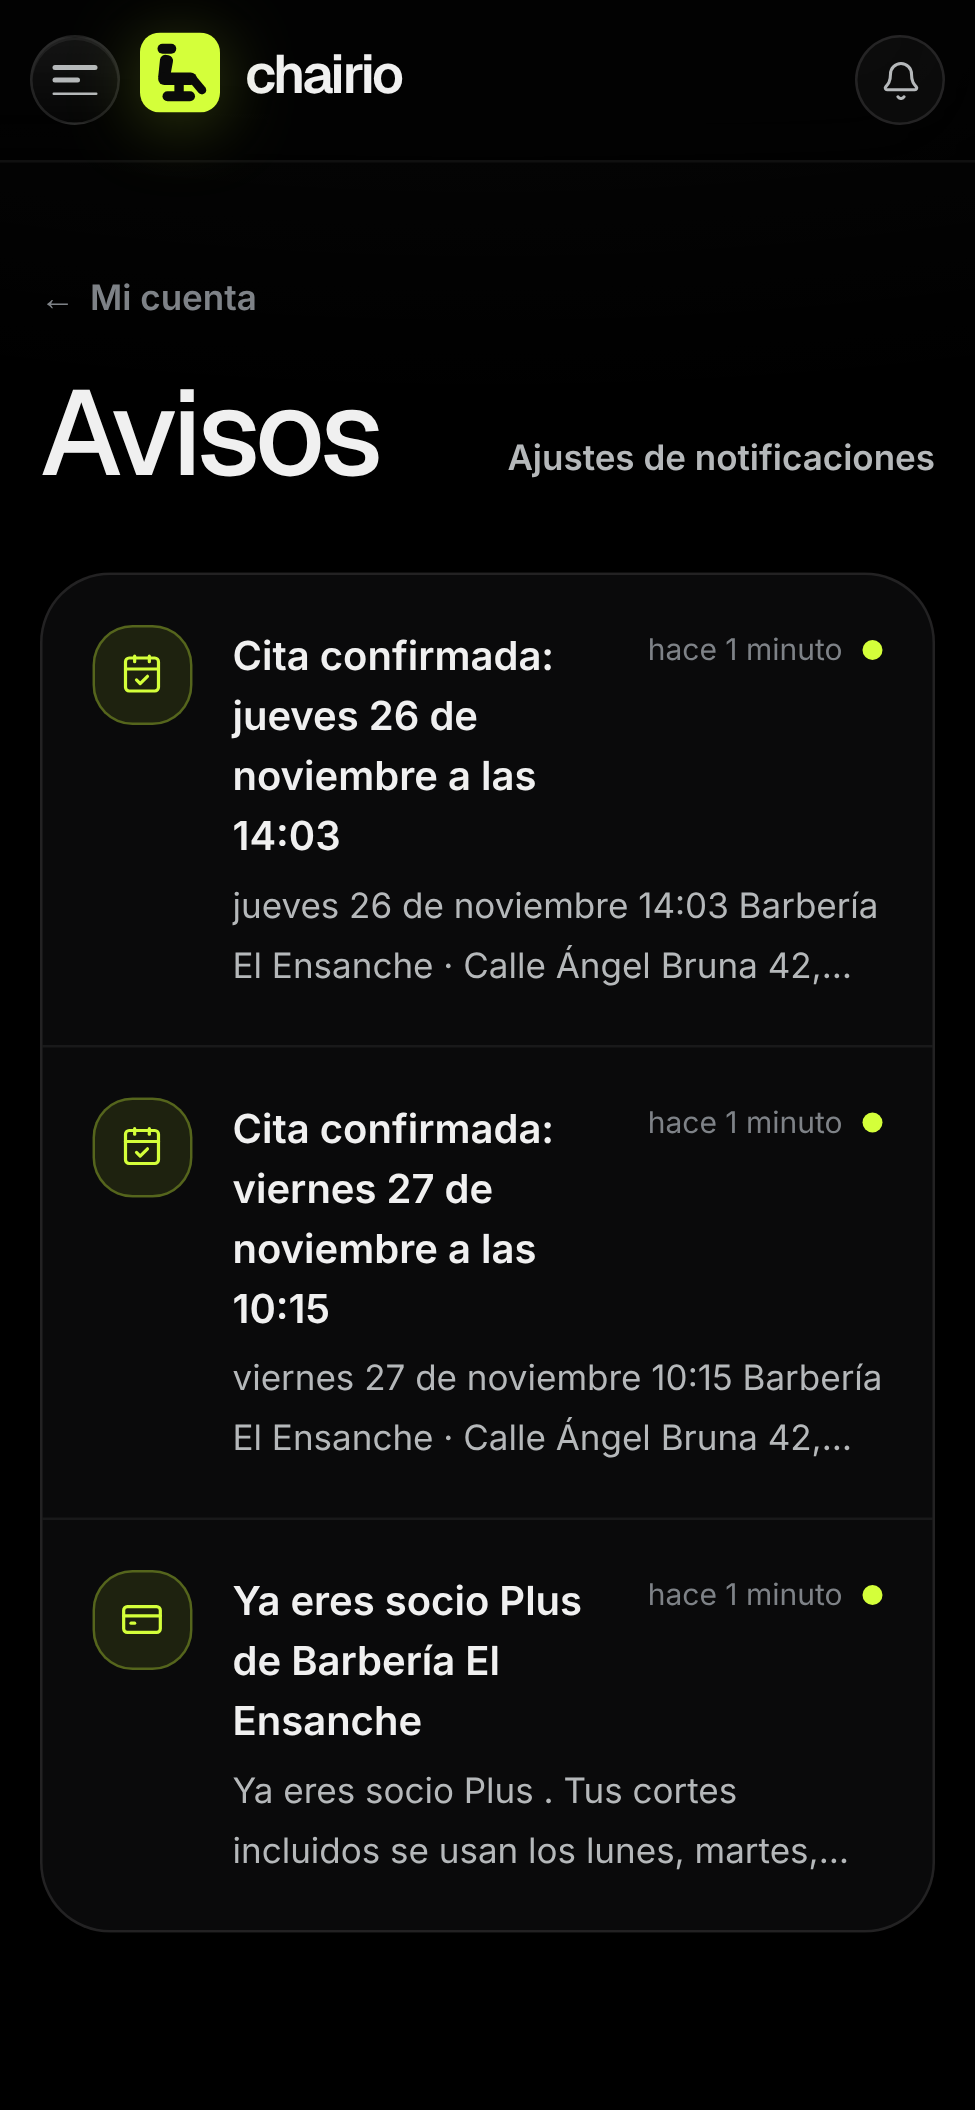 chairio
← Mi cuenta
Avisos
Ajustes de notificaciones
Cita confirmada:
jueves 26 de
noviembre a las
14:03
hace 1 minuto
jueves 26 de noviembre 14:03 Barbería
El Ensanche · Calle Ángel Bruna 42,...
Cita confirmada:
viernes 27 de
noviembre a las
10:15
hace 1 minuto
viernes 27 de noviembre 10:15 Barbería
El Ensanche · Calle Ángel Bruna 42,...
Ya eres socio Plus
de Barbería El
Ensanche
hace 1 minuto
Ya eres socio Plus . Tus cortes
incluidos se usan los lunes, martes,...